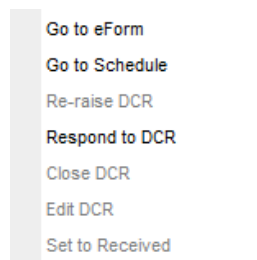 Go to eForm
Go to Schedule
Re-raise DCR
Respond to DCR
Close DCR
Edit DCR
Set to Received